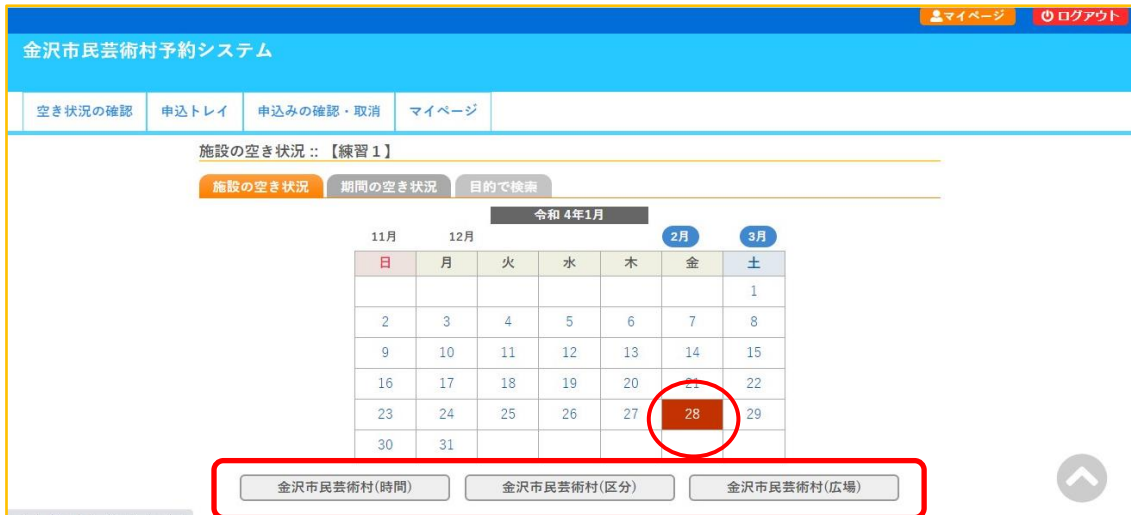 マイページ ログアウト
金沢市民芸術村予約システム
空き状況の確認 申込トレイ 申込みの確認・取消 マイページ
施設の空き状況 :: 【練習１】
施設の空き状況 期間の空き状況 目的で検索
令和 4年1月
11月 12月 2月 3月
日 月 火 水 木 金 土
1
2 3 4 5 6 7 8
9 10 11 12 13 14 15
16 17 18 19 20 21 22
23 24 25 26 27 28 29
30 31
金沢市民芸術村(時間) 金沢市民芸術村(区分) 金沢市民芸術村(広場)